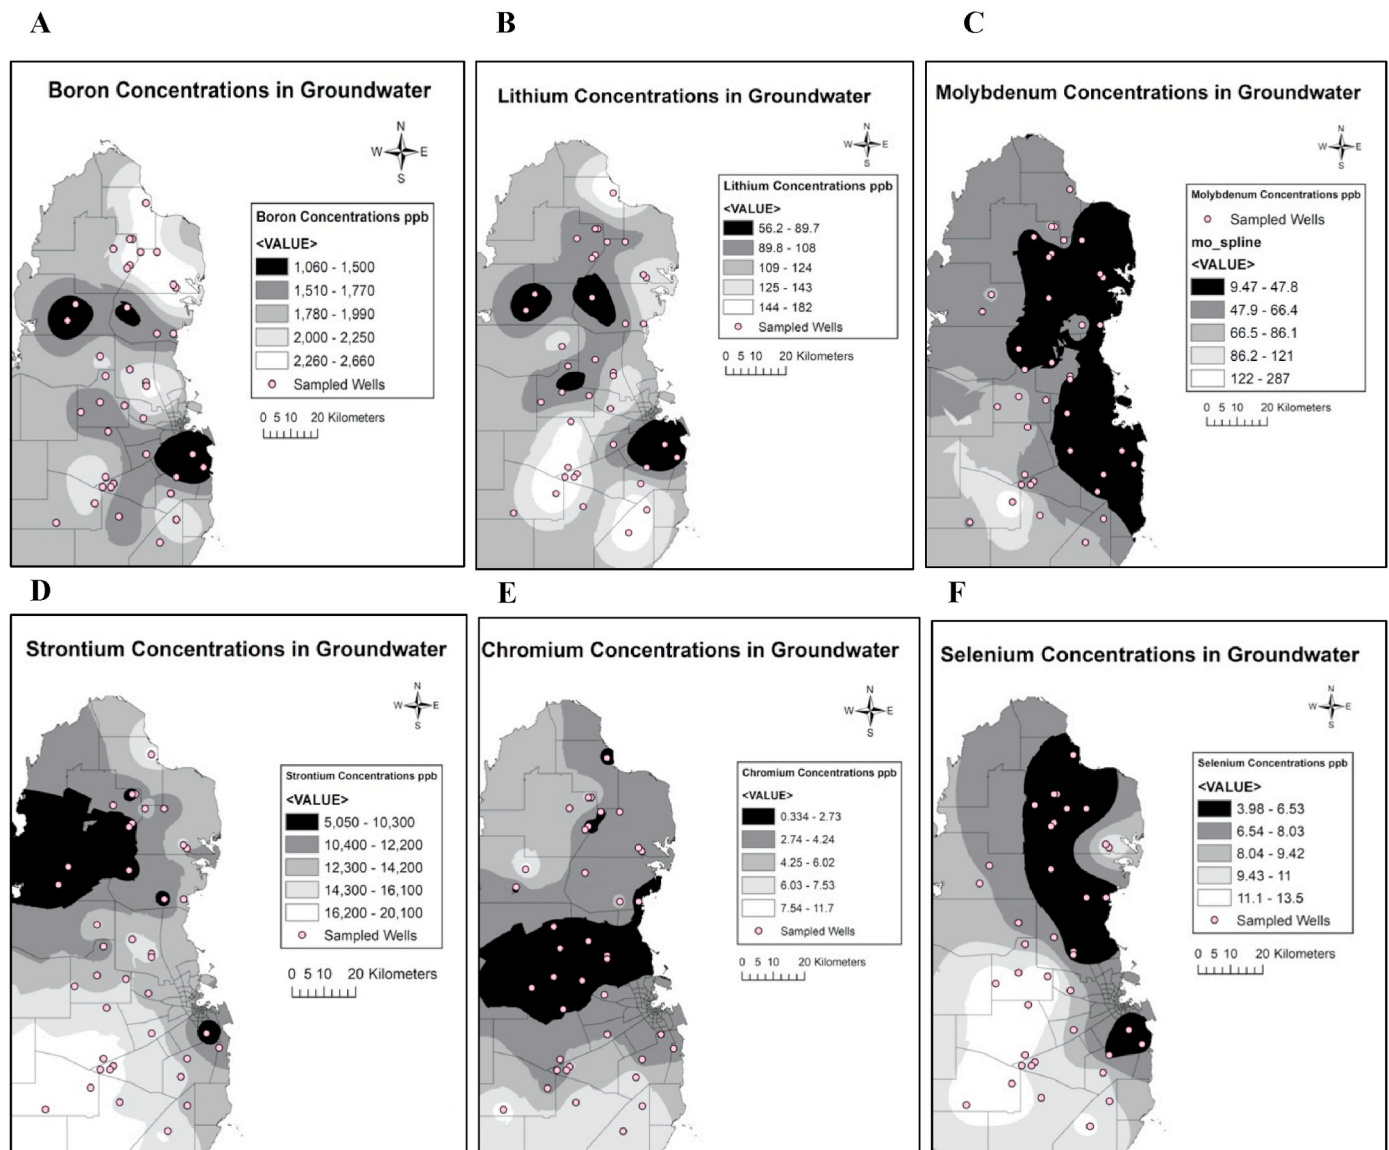 A
B
C
Boron Concentrations in Groundwater
N
W E
S
Boron Concentrations ppb
<VALUE>
1,060 - 1,500
1,510 - 1,770
1,780 - 1,990
2,000 - 2,250
2,260 - 2,660
Sampled Wells
0 5 10 20 Kilometers
Lithium Concentrations in Groundwater
N
W E
S
Lithium Concentrations ppb
<VALUE>
56.2 - 89.7
89.8 - 108
109 - 124
125 - 143
144 - 182
Sampled Wells
0 5 10 20 Kilometers
Molybdenum Concentrations in Groundwater
N
W E
S
Molybdenum Concentrations ppb
Sampled Wells
mo_spline
<VALUE>
9.47 - 47.8
47.9 - 66.4
66.5 - 86.1
86.2 - 121
122 - 287
0 5 10 20 Kilometers
D
E
F
Strontium Concentrations in Groundwater
N
W E
S
Strontium Concentrations ppb
<VALUE>
5,050 - 10,300
10,400 - 12,200
12,300 - 14,200
14,300 - 16,100
16,200 - 20,100
Sampled Wells
0 5 10 20 Kilometers
Chromium Concentrations in Groundwater
N
W E
S
Chromium Concentrations ppb
<VALUE>
0.334 - 2.73
2.74 - 4.24
4.25 - 6.02
6.03 - 7.53
7.54 - 11.7
Sampled Wells
0 5 10 20 Kilometers
Selenium Concentrations in Groundwater
N
W E
S
Selenium Concentrations ppb
<VALUE>
3.98 - 6.53
6.54 - 8.03
8.04 - 9.42
9.43 - 11
11.1 - 13.5
Sampled Wells
0 5 10 20 Kilometers